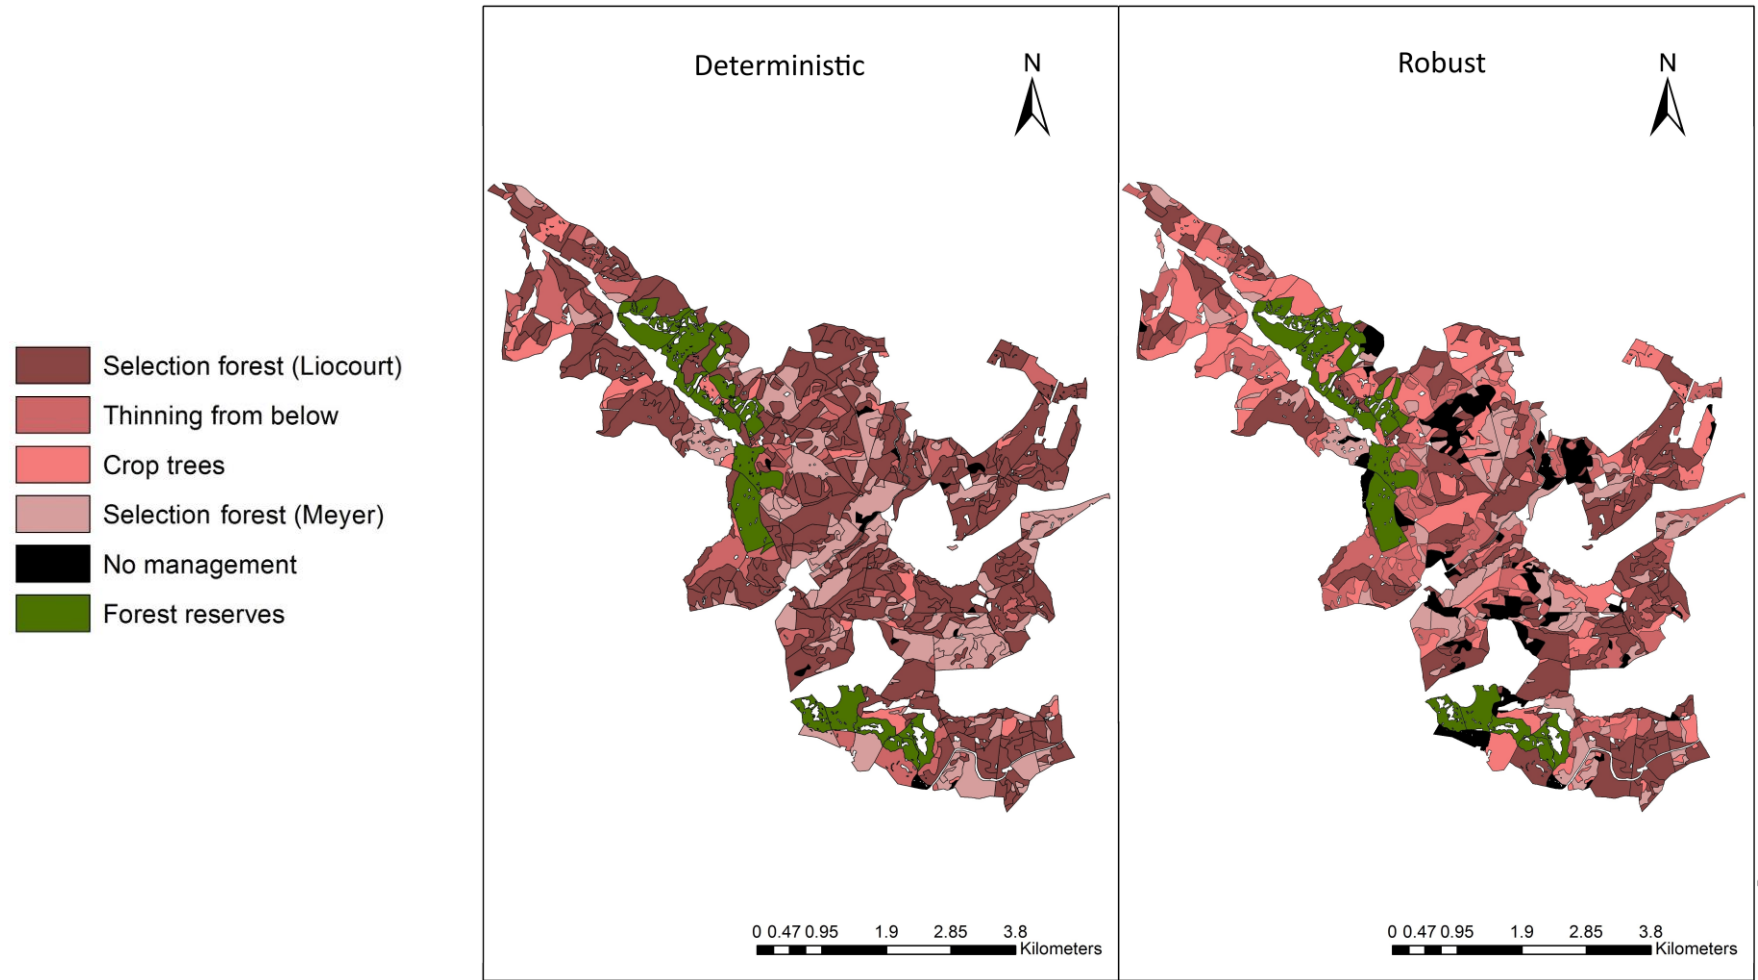 Deterministic
N
Robust
N
Selection forest (Liocourt)
Thinning from below
Crop trees
Selection forest (Meyer)
No management
Forest reserves
0 0.47 0.95 1.9 2.85 3.8
Kilometers
0 0.47 0.95 1.9 2.85 3.8
Kilometers